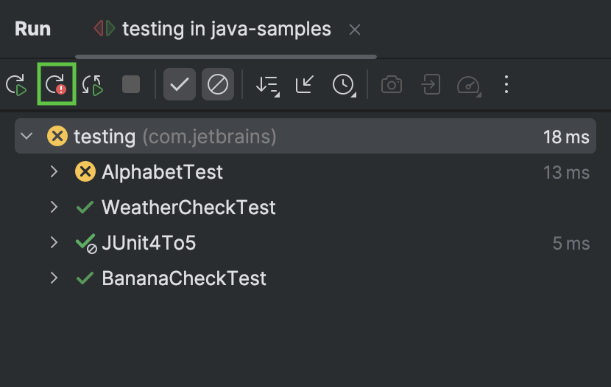 Run testing in java-samples
testing (com.jetbrains) 18 ms
AlphabetTest 13 ms
WeatherCheckTest
JUnit4To5 5 ms
BananaCheckTest